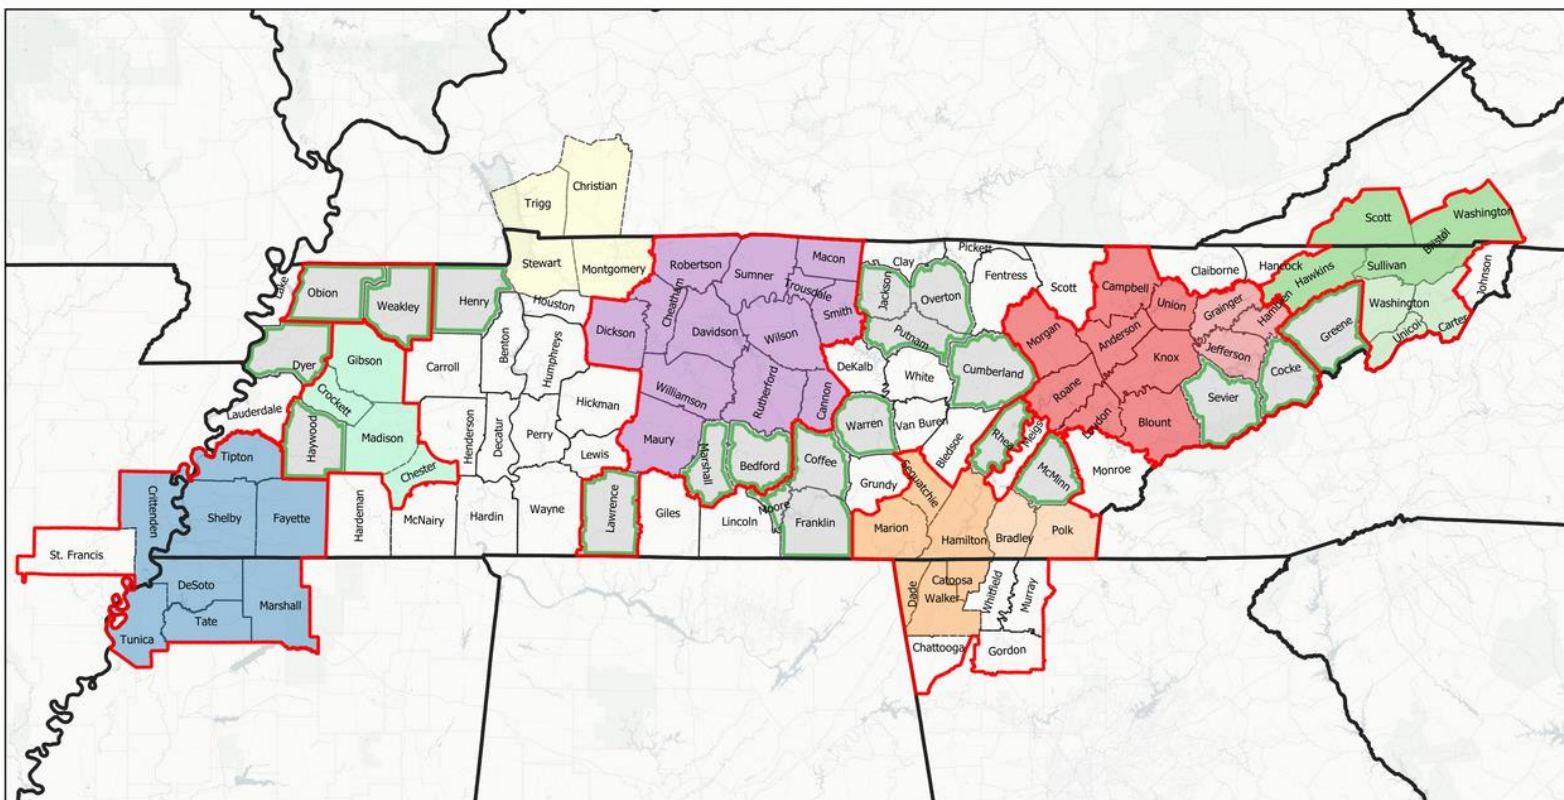 Christian
Trigg
Scott
Washington
Bristol
Stewart
Montgomery
Robertson
Sumner
Macon
Clay
Pickett
Fentress
Scott
Campbell
Claiborne
Hancock
Hawkins
Sullivan
Johnson
Lake
Obion
Weakley
Henry
Houston
Cheatham
Trousdale
Smith
Jackson
Overton
Union
Grainger
Hamblen
Washington
Carter
Unicoi
Greene
Dickson
Davidson
Wilson
Putnam
Morgan
Anderson
Knox
Jefferson
Cocke
Sevier
Dyer
Gibson
Carroll
Benton
Humphreys
DeKalb
White
Cumberland
Roane
Loudon
Blount
Lauderdale
Crockett
Haywood
Madison
Chester
Henderson
Decatur
Perry
Hickman
Lewis
Williamson
Rutherford
Cannon
Maury
Marshall
Bedford
Coffee
Warren
Van Buren
Bledsoe
Rhea
Meigs
McMinn
Monroe
Tipton
Crittenden
Shelby
Fayette
Hardeman
McNairy
Hardin
Wayne
Lawrence
Giles
Lincoln
Moore
Franklin
Grundy
Sequatchie
Marion
Hamilton
Bradley
Polk
St. Francis
DeSoto
Tate
Tunica
Marshall
Dade
Catoosa
Walker
Whitfield
Murray
Chattooga
Gordon